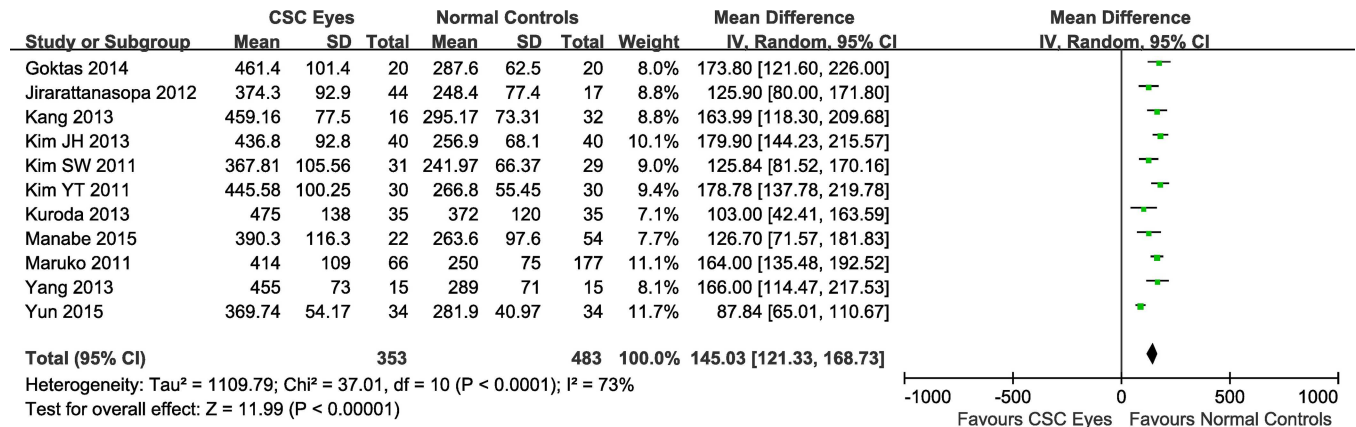 CSC Eyes Normal Controls Mean Difference Mean Difference
Study or Subgroup Mean SD Total Mean SD Total Weight IV, Random, 95% CI IV, Random, 95% CI
Goktas 2014 461.4 101.4 20 287.6 62.5 20 8.0% 173.80 [121.60, 226.00]
Jirarattanasopa 2012 374.3 92.9 44 248.4 77.4 17 8.8% 125.90 [80.00, 171.80]
Kang 2013 459.16 77.5 16 295.17 73.31 32 8.8% 163.99 [118.30, 209.68]
Kim JH 2013 436.8 92.8 40 256.9 68.1 40 10.1% 179.90 [144.23, 215.57]
Kim SW 2011 367.81 105.56 31 241.97 66.37 29 9.0% 125.84 [81.52, 170.16]
Kim YT 2011 445.58 100.25 30 266.8 55.45 30 9.4% 178.78 [137.78, 219.78]
Kuroda 2013 475 138 35 372 120 35 7.1% 103.00 [42.41, 163.59]
Manabe 2015 390.3 116.3 22 263.6 97.6 54 7.7% 126.70 [71.57, 181.83]
Maruko 2011 414 109 66 250 75 177 11.1% 164.00 [135.48, 192.52]
Yang 2013 455 73 15 289 71 15 8.1% 166.00 [114.47, 217.53]
Yun 2015 369.74 54.17 34 281.9 40.97 34 11.7% 87.84 [65.01, 110.67]
Total (95% CI) 353 483 100.0% 145.03 [121.33, 168.73]
Heterogeneity: Tau² = 1109.79; Chi² = 37.01, df = 10 (P < 0.0001); I² = 73%
Test for overall effect: Z = 11.99 (P < 0.00001)
-1000 -500 0 500 1000
Favours CSC Eyes Favours Normal Controls